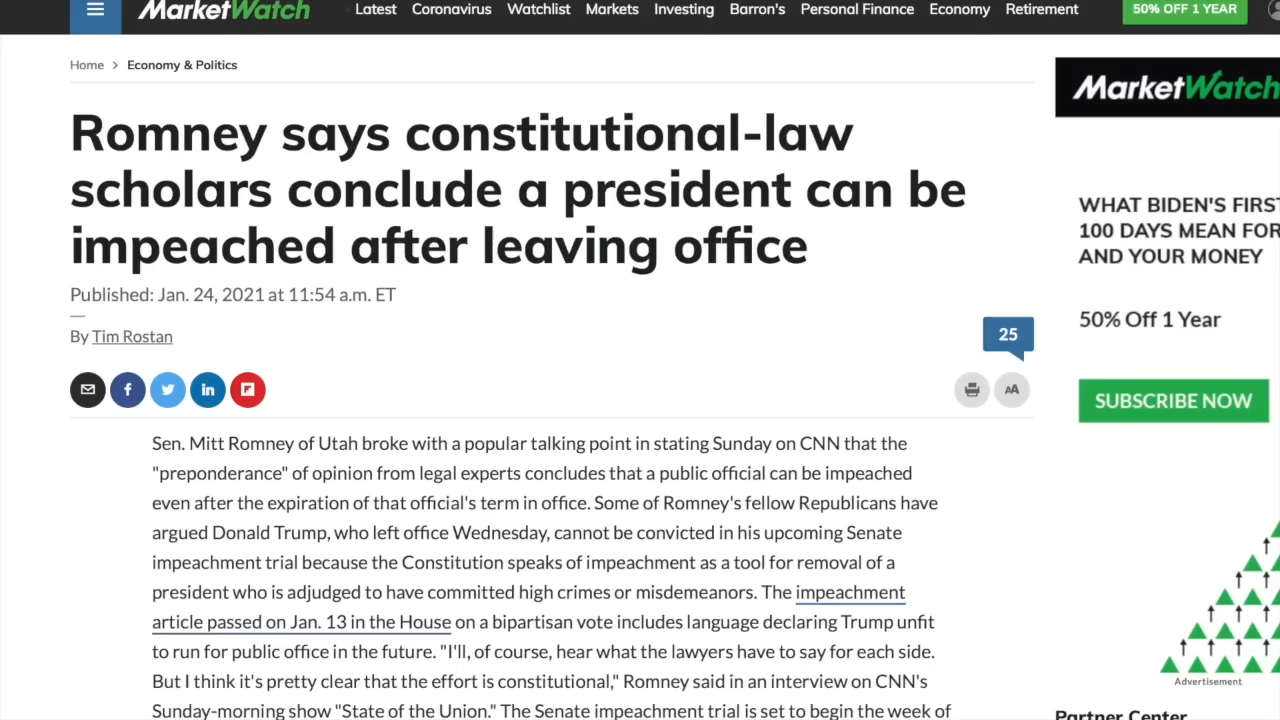 MarketWatch
Latest Coronavirus Watchlist Markets Investing Barron's Personal Finance Economy Retirement
50% OFF 1 YEAR
Home > Economy & Politics
Romney says constitutional-law
scholars conclude a president can be
impeached after leaving office
Published: Jan. 24, 2021 at 11:54 a.m. ET
By Tim Rostan
25
AA
Sen. Mitt Romney of Utah broke with a popular talking point in stating Sunday on CNN that the
"preponderance" of opinion from legal experts concludes that a public official can be impeached
even after the expiration of that official's term in office. Some of Romney's fellow Republicans have
argued Donald Trump, who left office Wednesday, cannot be convicted in his upcoming Senate
impeachment trial because the Constitution speaks of impeachment as a tool for removal of a
president who is adjudged to have committed high crimes or misdemeanors. The impeachment
article passed on Jan. 13 in the House on a bipartisan vote includes language declaring Trump unfit
to run for public office in the future. "I'll, of course, hear what the lawyers have to say for each side.
But I think it's pretty clear that the effort is constitutional," Romney said in an interview on CNN's
Sunday-morning show "State of the Union." The Senate impeachment trial is set to begin the week of
MarketWatch
WHAT BIDEN'S FIRST
100 DAYS MEAN FOR
AND YOUR MONEY
50% Off 1 Year
SUBSCRIBE NOW
Advertisement
Partner Center